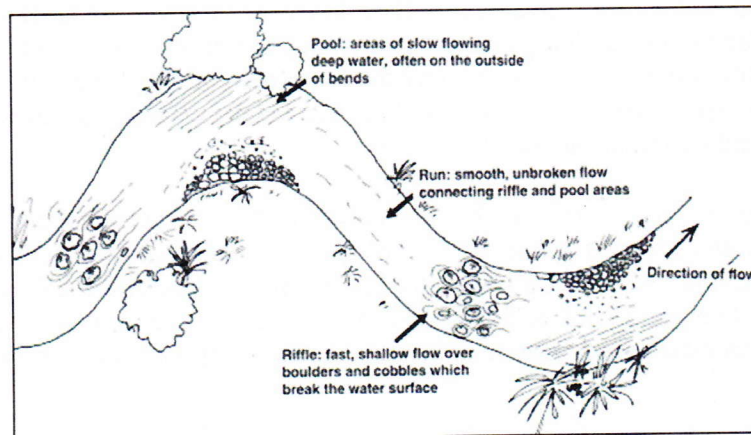 Pool: areas of slow flowing
deep water, often on the outside
of bends
Run: smooth, unbroken flow
connecting riffle and pool areas
Direction of flow
Riffle: fast, shallow flow over
boulders and cobbles which
break the water surface